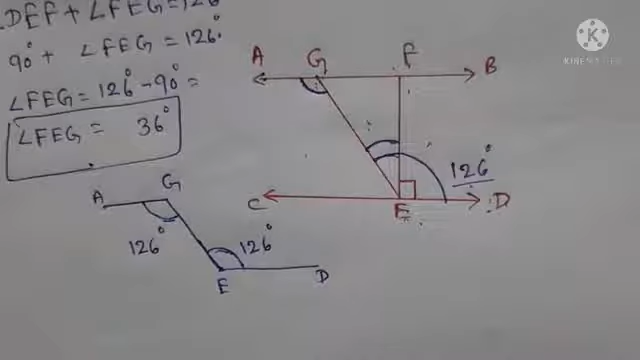 ∠DEF + ∠FEG = 126°
90° + ∠FEG = 126°
∠FEG = 126° - 90° =
∠FEG = 36°
A G F B
126°
C E D
A G
126° 126°
E D
K